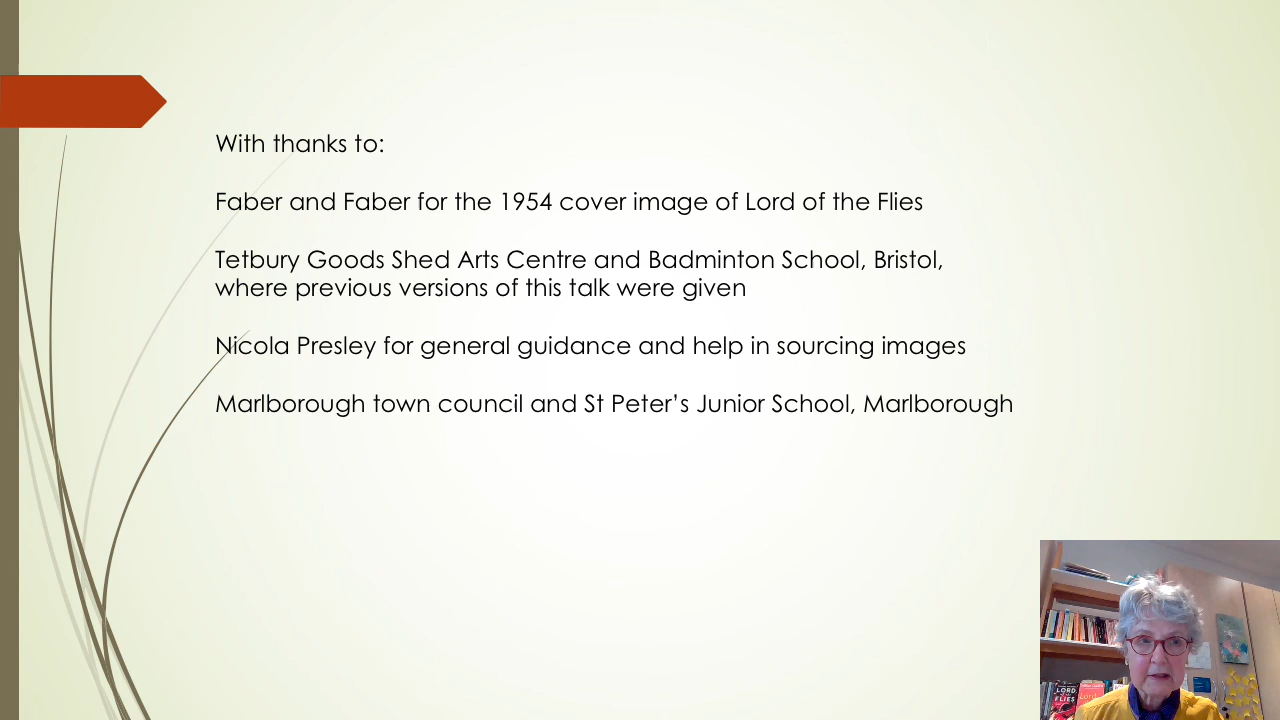 With thanks to:
Faber and Faber for the 1954 cover image of Lord of the Flies
Tetbury Goods Shed Arts Centre and Badminton School, Bristol,
where previous versions of this talk were given
Nicola Presley for general guidance and help in sourcing images
Marlborough town council and St Peter’s Junior School, Marlborough
LORD
FLIES